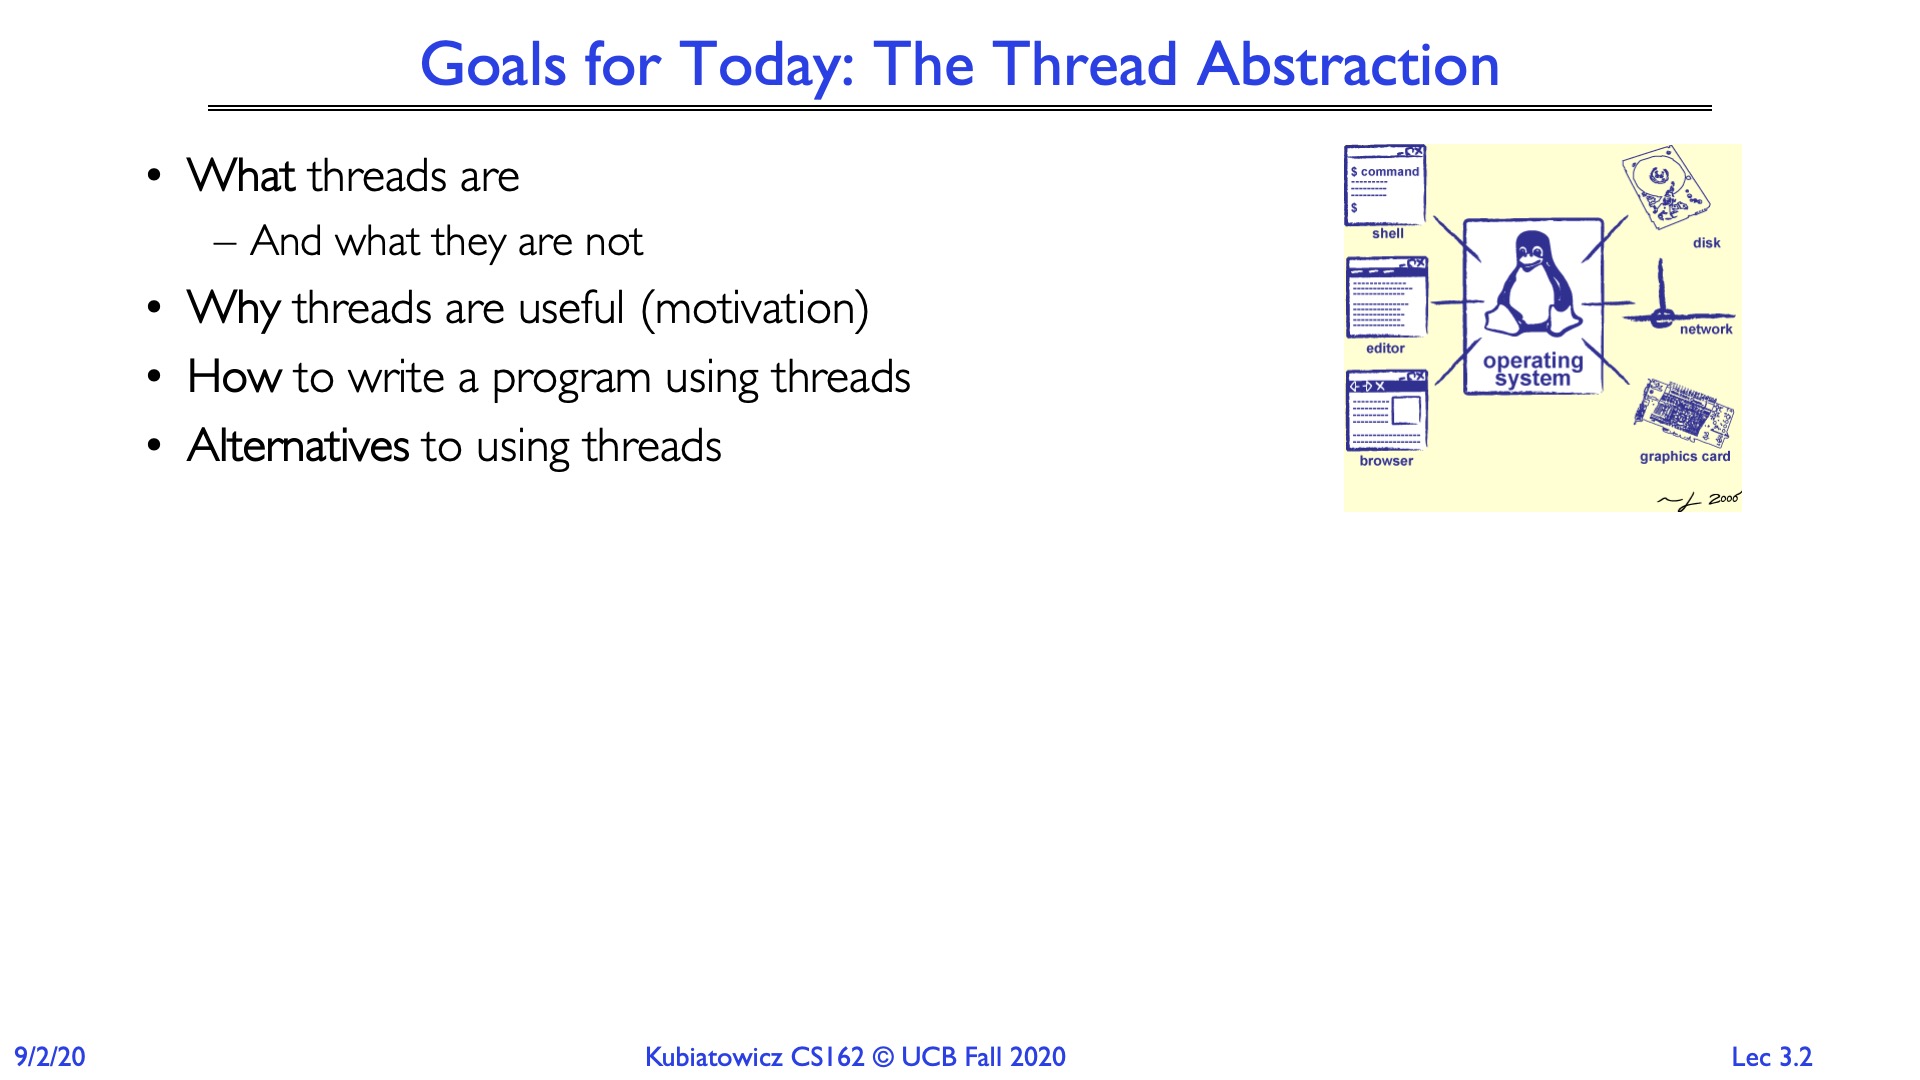 Goals for Today: The Thread Abstraction
• What threads are
– And what they are not
• Why threads are useful (motivation)
• How to write a program using threads
• Alternatives to using threads
$ command
$
shell
editor
browser
operating
system
disk
network
graphics card
2006
9/2/20
Kubiatowicz CS162 © UCB Fall 2020
Lec 3.2